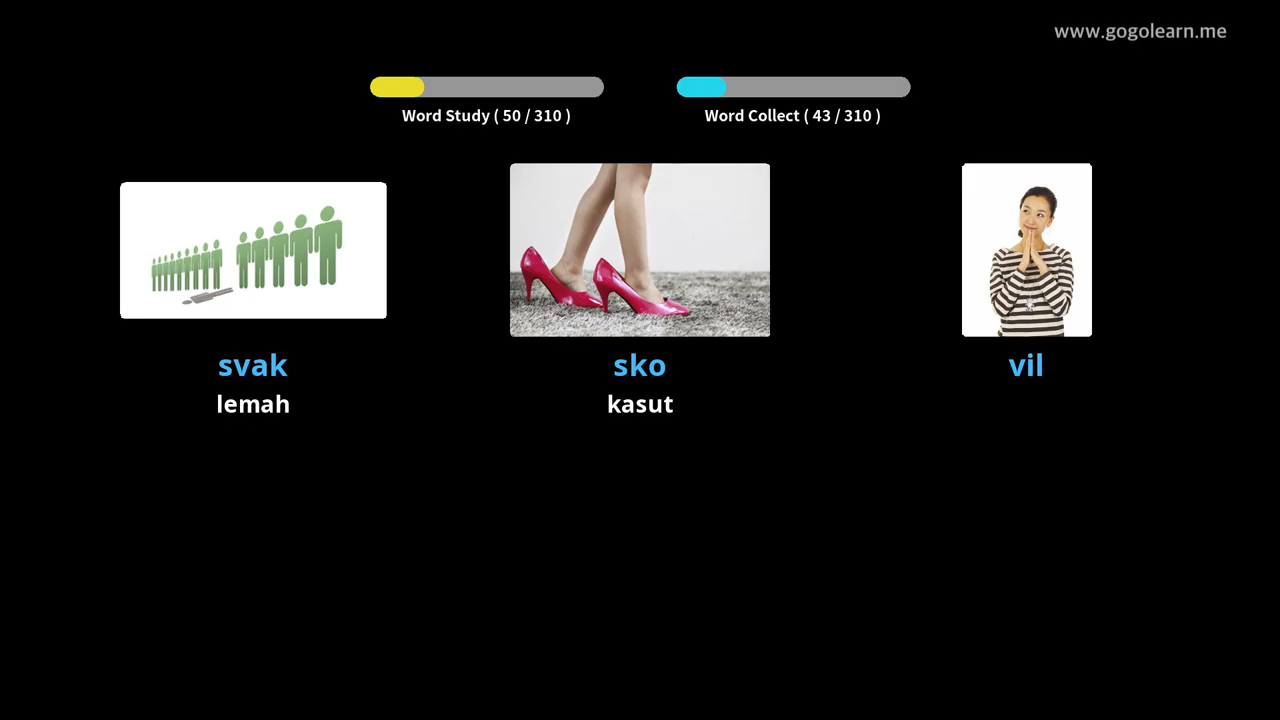 www.gogolearn.me
Word Study ( 50 / 310 )
Word Collect ( 43 / 310 )
svak
lemah
sko
kasut
vil